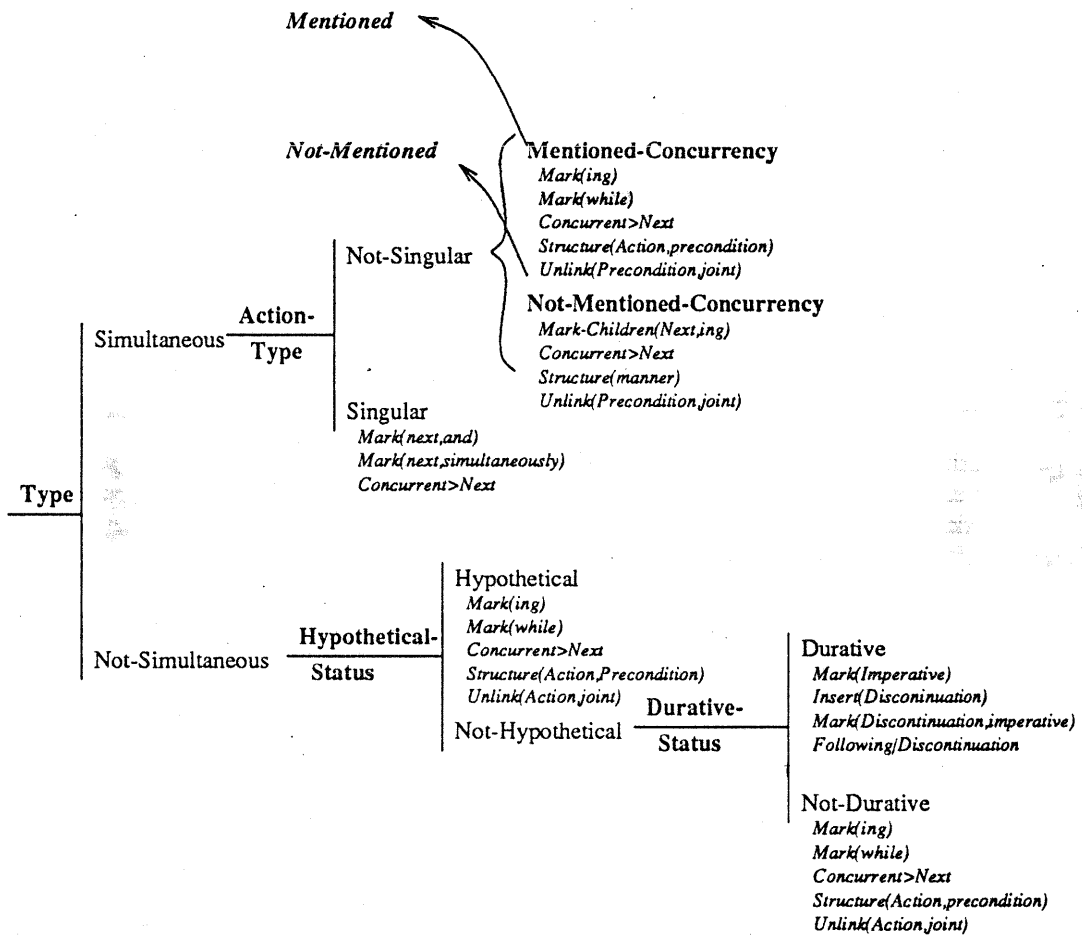 Mentioned
Not-Mentioned
Mentioned-Concurrency
Mark(ing)
Mark(while)
Concurrent>Next
Structure(Action,precondition)
Unlink(Precondition,joint)
Not-Singular
Not-Mentioned-Concurrency
Mark-Children(Next,ing)
Concurrent>Next
Structure(manner)
Unlink(Precondition,joint)
Simultaneous
Action-
Type
Singular
Mark(next,and)
Mark(next,simultaneously)
Concurrent>Next
Type
Not-Simultaneous
Hypothetical-
Status
Hypothetical
Mark(ing)
Mark(while)
Concurrent>Next
Structure(Action,Precondition)
Unlink(Action,joint)
Not-Hypothetical
Durative-
Status
Durative
Mark(Imperative)
Insert(Disconinuation)
Mark(Discontinuation,imperative)
Following/Discontinuation
Not-Durative
Mark(ing)
Mark(while)
Concurrent>Next
Structure(Action,precondition)
Unlink(Action,joint)